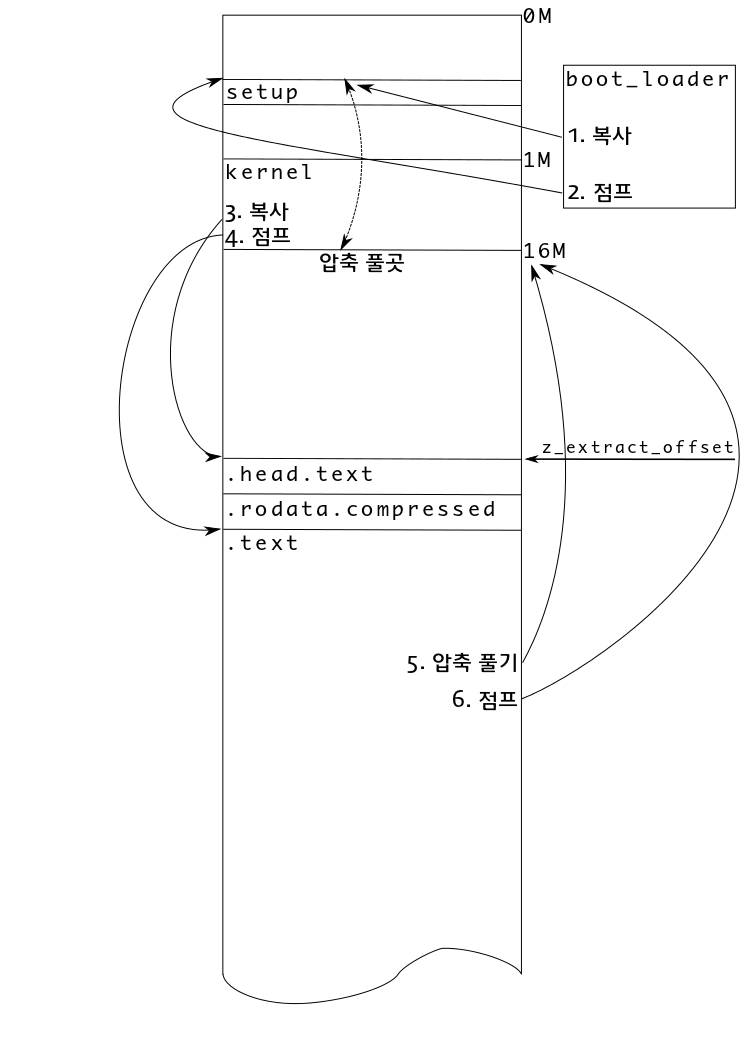 0M
boot_loader
setup
1. 복사
1M
kernel
2. 점프
3. 복사
4. 점프
16M
압축 풀곳
z_extract_offset
.head.text
.rodata.compressed
.text
5. 압축 풀기
6. 점프